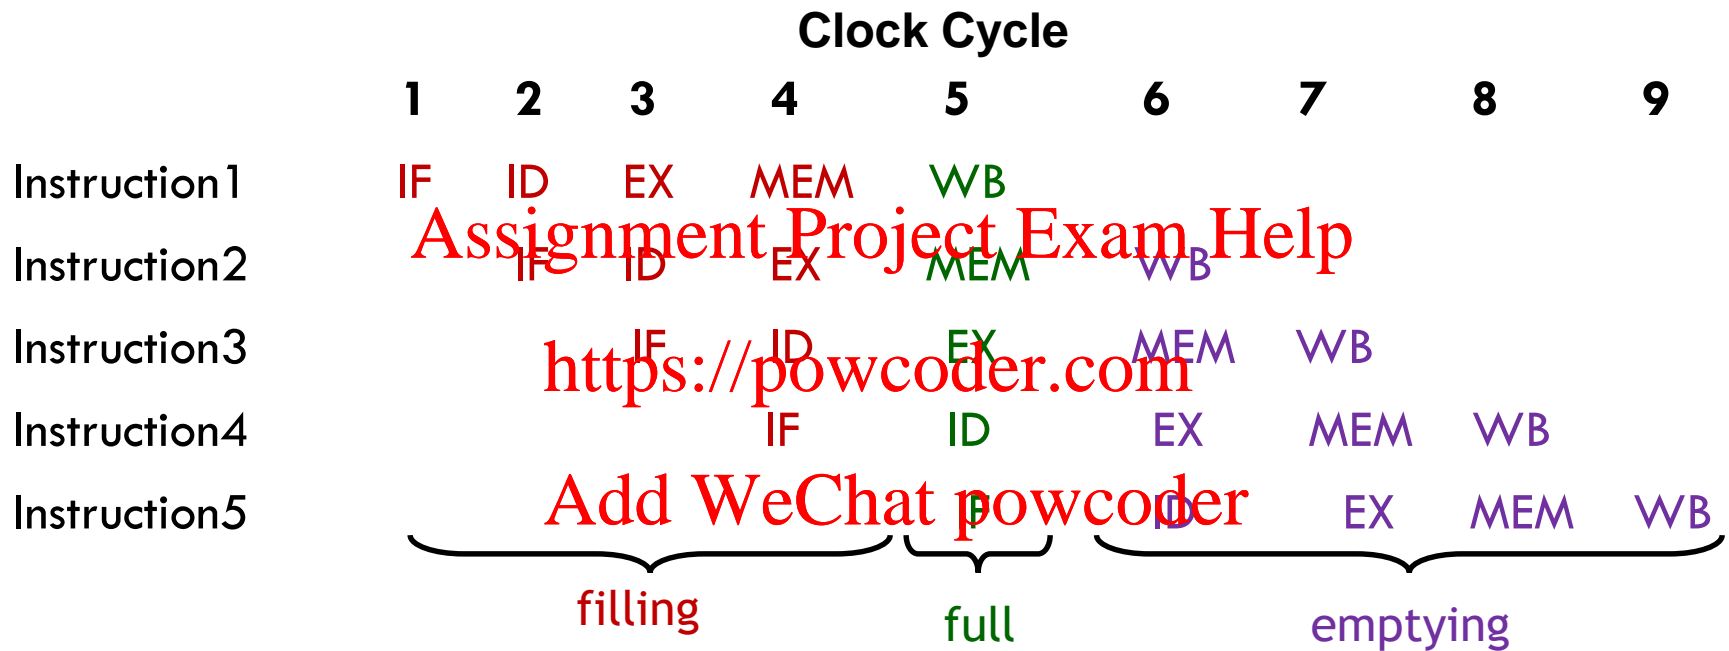 Clock Cycle
1 2 3 4 5 6 7 8 9
Instruction1 IF ID EX MEM WB
Assignment Project Exam Help
Instruction2 IF ID EX MEM WB
Instruction3 IF ID EX MEM WB
https://powcoder.com
Instruction4 IF ID EX MEM WB
Add WeChat powcoder
Instruction5 IF ID EX MEM WB
filling full emptying